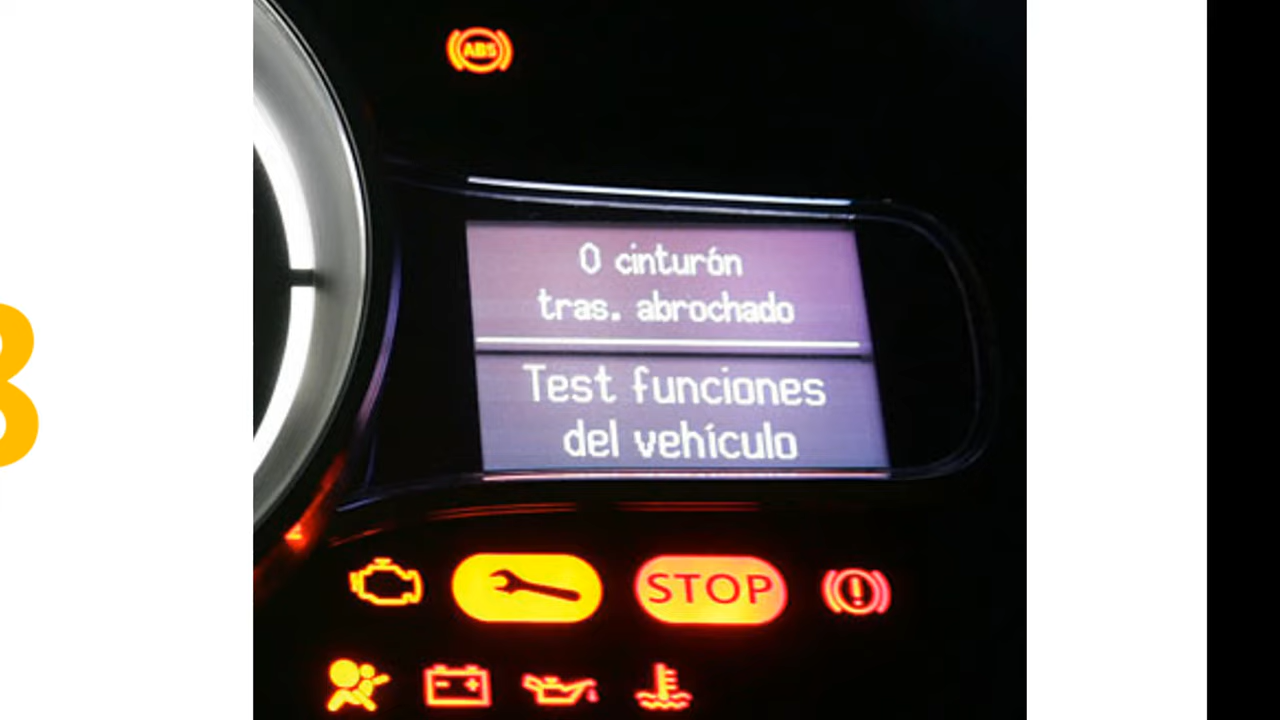 ABS
0 cinturón
tras. abrochado
Test funciones
del vehículo
STOP